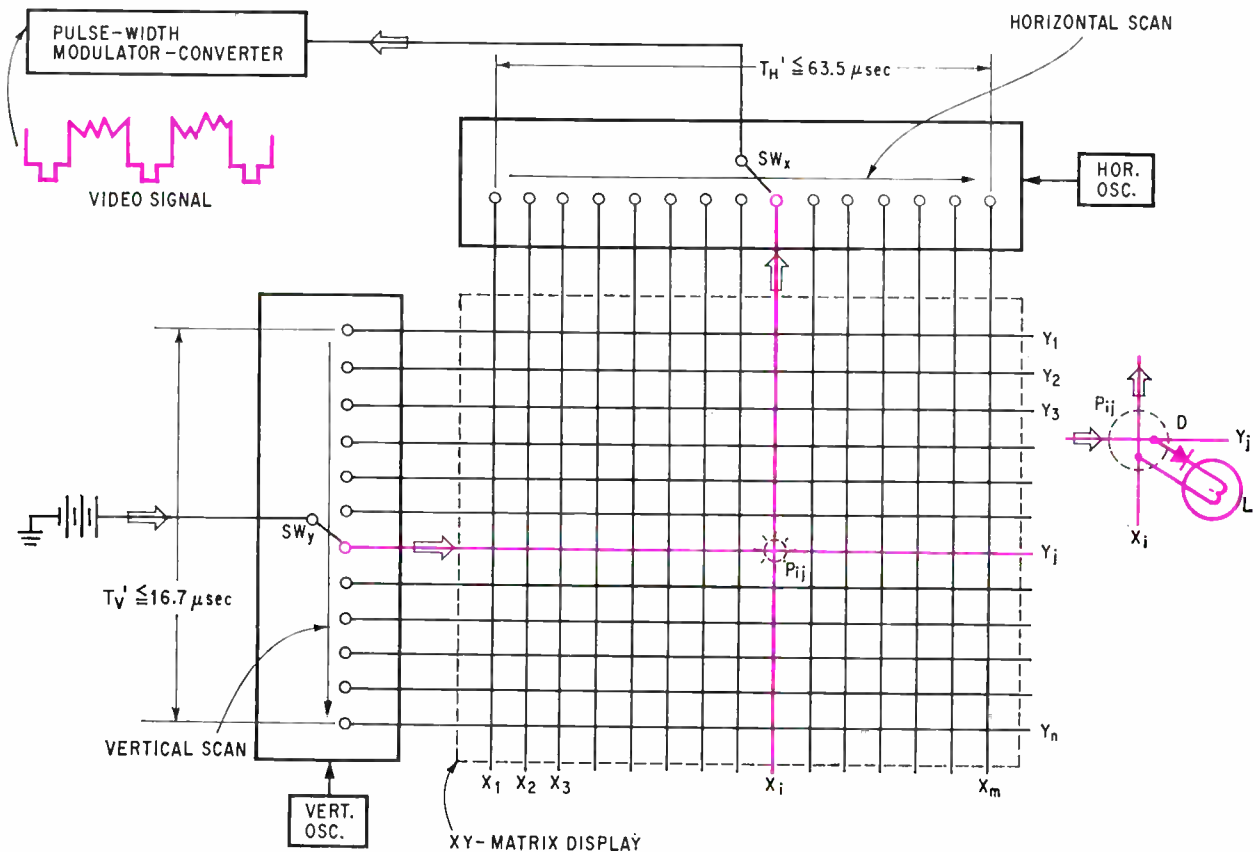 PULSE-WIDTH
MODULATOR-CONVERTER
HORIZONTAL SCAN
T_H' ≦ 63.5 μsec
VIDEO SIGNAL
SW_x
HOR.
OSC.
Y_1
Y_2
Y_3
P_ij
D
Y_j
L
X_i
SW_y
Y_j
P_ij
T_V' ≦ 16.7 μsec
VERTICAL SCAN
Y_n
X_1 X_2 X_3 X_i X_m
VERT.
OSC.
XY-MATRIX DISPLAY